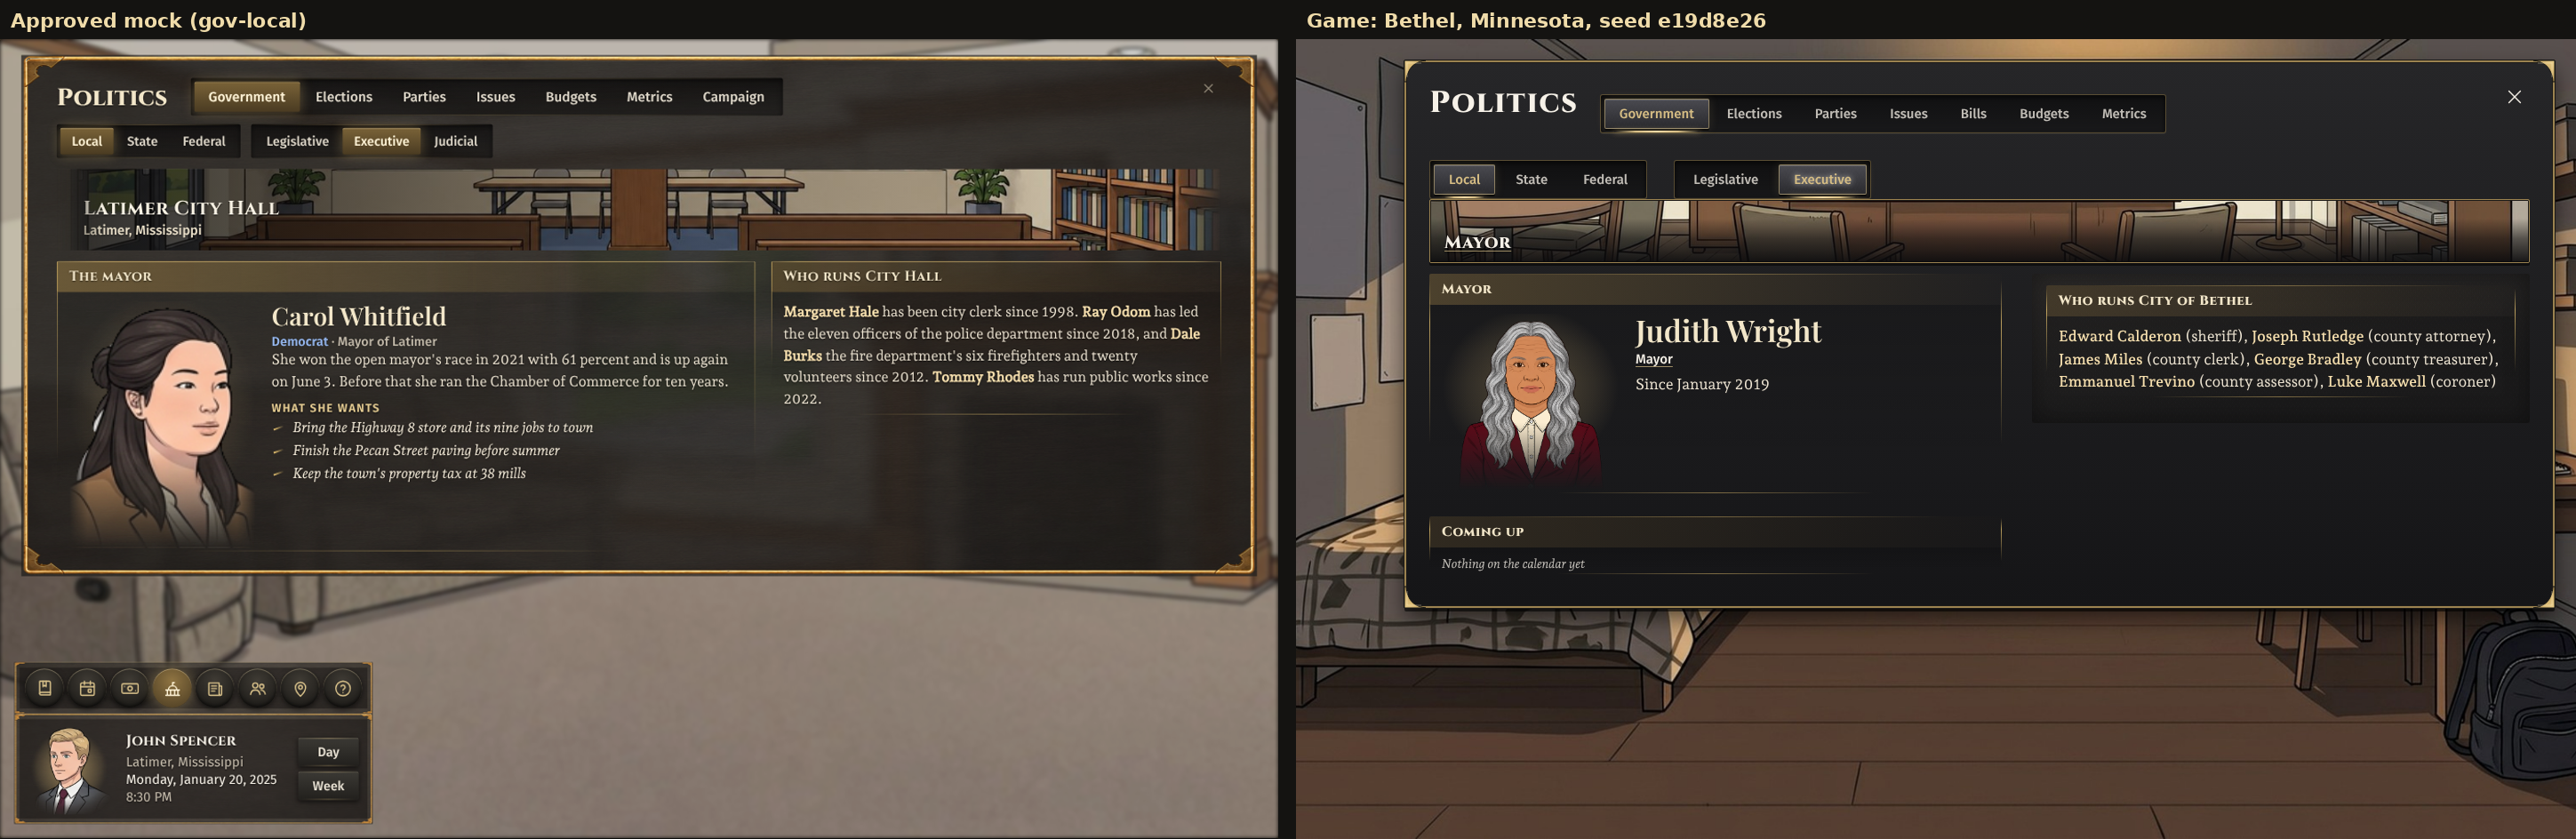 Approved mock (gov-local)
POLITICS
Government Elections Parties Issues Budgets Metrics Campaign
Local State Federal Legislative Executive Judicial
LATIMER CITY HALL
Latimer, Mississippi
THE MAYOR
Carol Whitfield
Democrat · Mayor of Latimer
She won the open mayor's race in 2021 with 61 percent and is up again
on June 3. Before that she ran the Chamber of Commerce for ten years.
WHAT SHE WANTS
Bring the Highway 8 store and its nine jobs to town
Finish the Pecan Street paving before summer
Keep the town's property tax at 38 mills
WHO RUNS CITY HALL
Margaret Hale has been city clerk since 1998. Ray Odom has led
the eleven officers of the police department since 2018, and Dale
Burks the fire department's six firefighters and twenty
volunteers since 2012. Tommy Rhodes has run public works since
2022.
JOHN SPENCER
Latimer, Mississippi
Monday, January 20, 2025
8:30 PM
Day
Week
Game: Bethel, Minnesota, seed e19d8e26
POLITICS
Government Elections Parties Issues Bills Budgets Metrics
Local State Federal Legislative Executive
MAYOR
MAYOR
Judith Wright
Mayor
Since January 2019
COMING UP
Nothing on the calendar yet
WHO RUNS CITY OF BETHEL
Edward Calderon (sheriff), Joseph Rutledge (county attorney),
James Miles (county clerk), George Bradley (county treasurer),
Emmanuel Trevino (county assessor), Luke Maxwell (coroner)